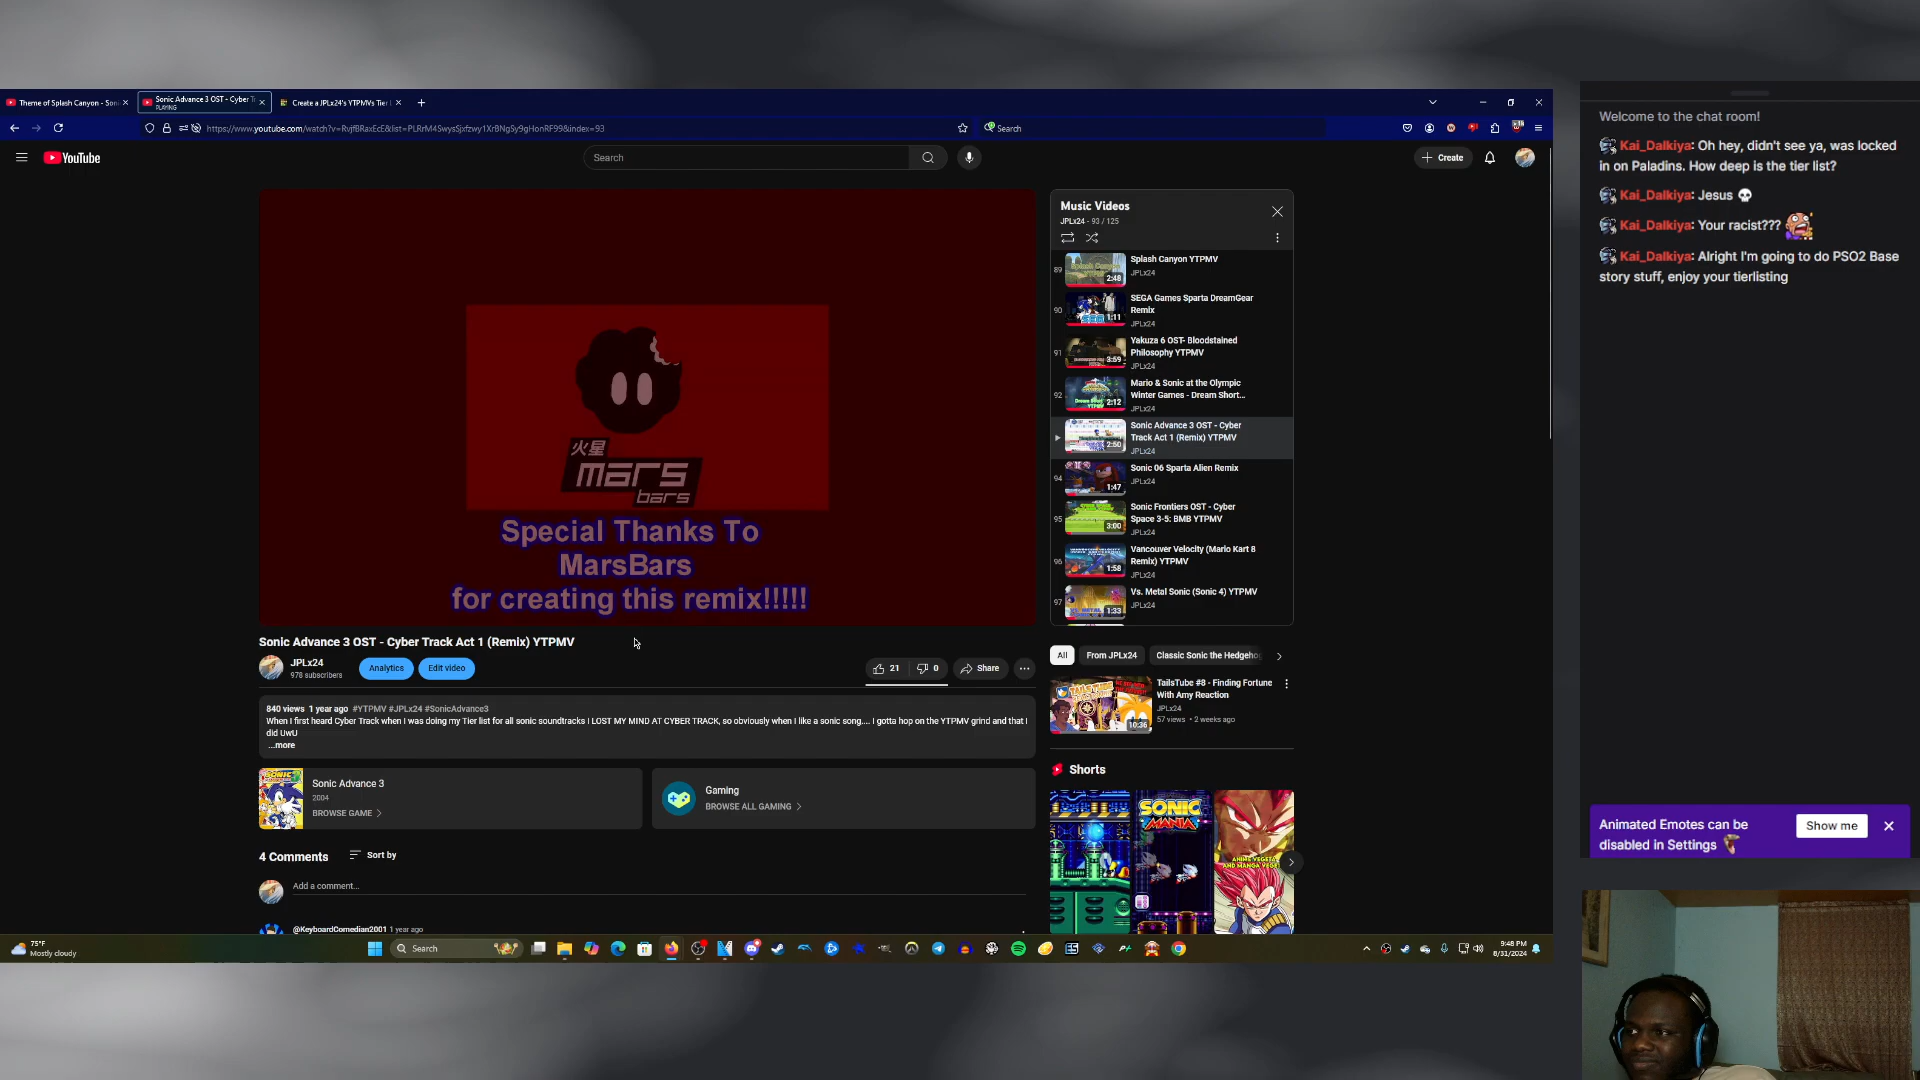 Theme of Splash Canyon - Soni
Sonic Advance 3 OST - Cyber Tr
PLAYING
Create a JPLx24's YTPMVs Tier L
https://www.youtube.com/watch?v=RvjfBRaxEcE&list=PLRrM4SwysSjxfzwy1XrBNgSy9gHonRF99&index=93
Search
YouTube
Search
Create
火星
mars
bars
Special Thanks To
MarsBars
for creating this remix!!!!!
Sonic Advance 3 OST - Cyber Track Act 1 (Remix) YTPMV
JPLx24
978 subscribers
Analytics
Edit video
21
0
Share
840 views 1 year ago #YTPMV #JPLx24 #SonicAdvance3
When I first heard Cyber Track when I was doing my Tier list for all sonic soundtracks I LOST MY MIND AT CYBER TRACK, so obviously when I like a sonic song.... I gotta hop on the YTPMV grind and that I
did UwU
...more
Sonic Advance 3
2004
BROWSE GAME
Gaming
BROWSE ALL GAMING
4 Comments
Sort by
Add a comment...
@KeyboardComedian2001 1 year ago
Music Videos
JPLx24 - 93 / 125
89
2:48
Splash Canyon YTPMV
JPLx24
90
1:11
SEGA Games Sparta DreamGear
Remix
JPLx24
91
3:59
Yakuza 6 OST- Bloodstained
Philosophy YTPMV
JPLx24
92
2:12
Mario & Sonic at the Olympic
Winter Games - Dream Short...
JPLx24
2:50
Sonic Advance 3 OST - Cyber
Track Act 1 (Remix) YTPMV
JPLx24
94
1:47
Sonic 06 Sparta Alien Remix
JPLx24
95
3:00
Sonic Frontiers OST - Cyber
Space 3-5: BMB YTPMV
JPLx24
96
1:58
Vancouver Velocity (Mario Kart 8
Remix) YTPMV
JPLx24
97
1:33
Vs. Metal Sonic (Sonic 4) YTPMV
JPLx24
All
From JPLx24
Classic Sonic the Hedgehog
10:36
TailsTube #8 - Finding Fortune
With Amy Reaction
JPLx24
57 views • 2 weeks ago
Shorts
SONIC
MANIA
ANIME VEGETA
AND MANGA VEGET
75°F
Mostly cloudy
Search
9:48 PM
8/31/2024
Welcome to the chat room!
Kai_Dalkiya: Oh hey, didn't see ya, was locked
in on Paladins. How deep is the tier list?
Kai_Dalkiya: Jesus
Kai_Dalkiya: Your racist???
Kai_Dalkiya: Alright I'm going to do PSO2 Base
story stuff, enjoy your tierlisting
Animated Emotes can be
disabled in Settings
Show me